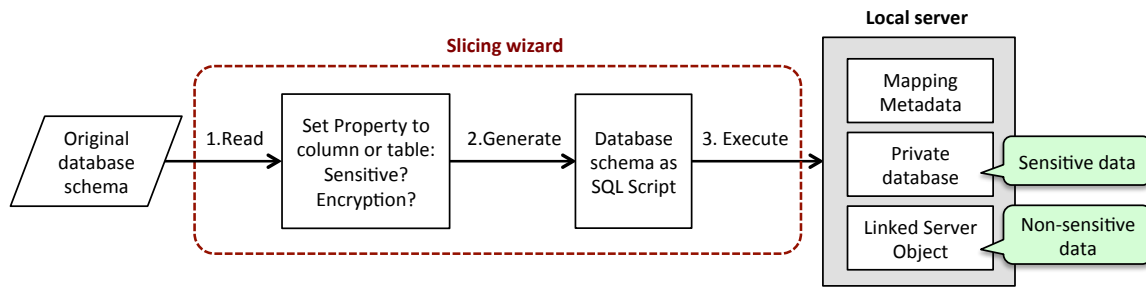 Local server
Slicing wizard
Original
database
schema
1.Read
Set Property to
column or table:
Sensitive?
Encryption?
2.Generate
Database
schema as
SQL Script
3. Execute
Mapping
Metadata
Private
database
Sensitive data
Linked Server
Object
Non-sensitive
data